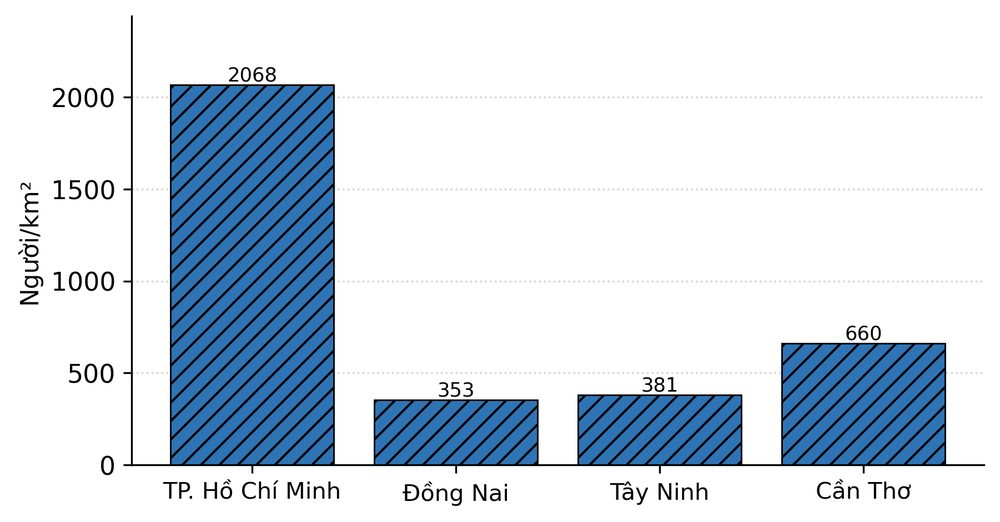 Người/km²
2000
1500
1000
500
0
2068
353
381
660
TP. Hồ Chí Minh
Đồng Nai
Tây Ninh
Cần Thơ